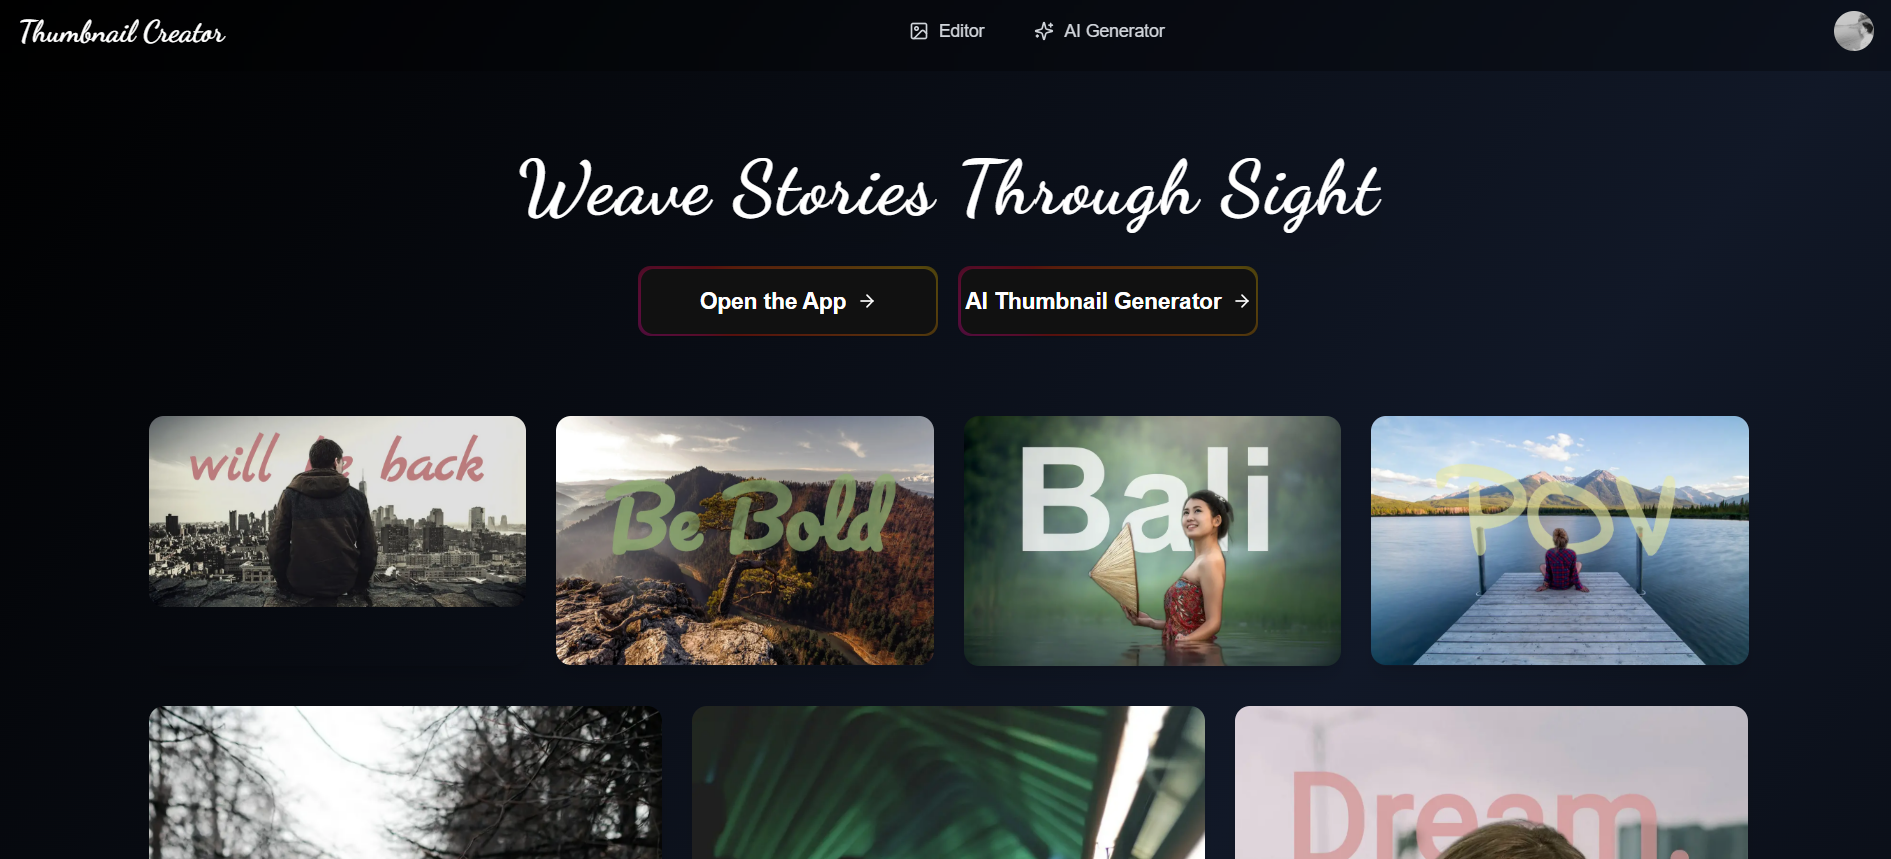 Thumbnail Creator
Editor
AI Generator
Weave Stories Through Sight
Open the App →
AI Thumbnail Generator →
will be back
Be Bold
Bali
POV
Dream.